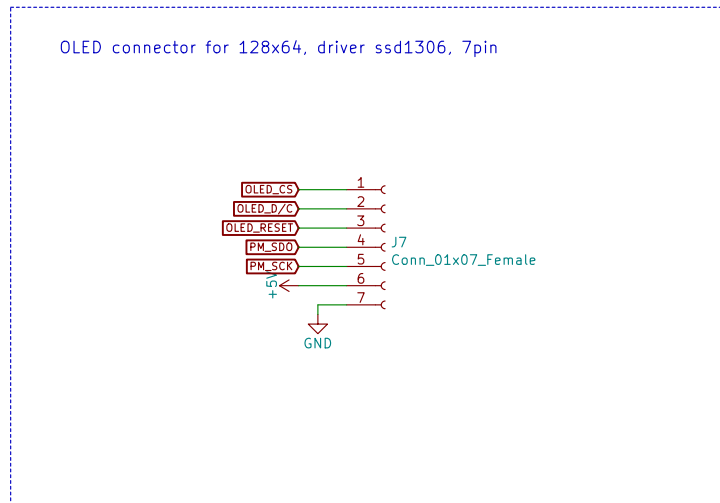 OLED connector for 128x64, driver ssd1306, 7pin
OLED_CS 1
OLED_D/C 2
OLED_RESET 3
PM_SDO 4
J7
PM_SCK 5
Conn_01x07_Female
+5V 6
7
GND